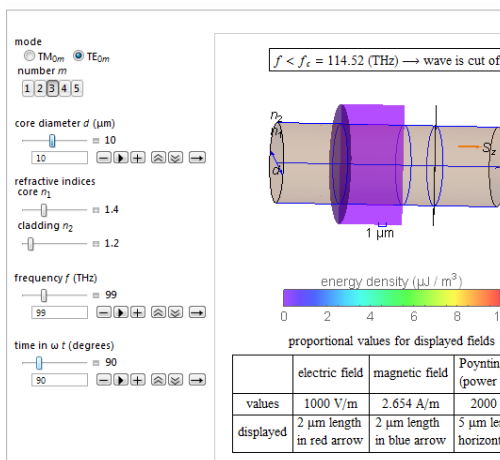 mode
TM0m TE0m
number m
1 2 3 4 5
core diameter d (μm)
= 10
10
refractive indices
core n1
= 1.4
cladding n2
= 1.2
frequency f (THz)
= 99
99
time in ω t (degrees)
= 90
90
f < fc = 114.52 (THz) ⟶ wave is cut of
n2
n1
d
Sz
1 μm
energy density (μJ / m³)
0 2 4 6 8 1
proportional values for displayed fields
electric field magnetic field Poyntin
(power
values 1000 V/m 2.654 A/m 2000
displayed 2 μm length in red arrow 2 μm length in blue arrow 5 μm le horizont